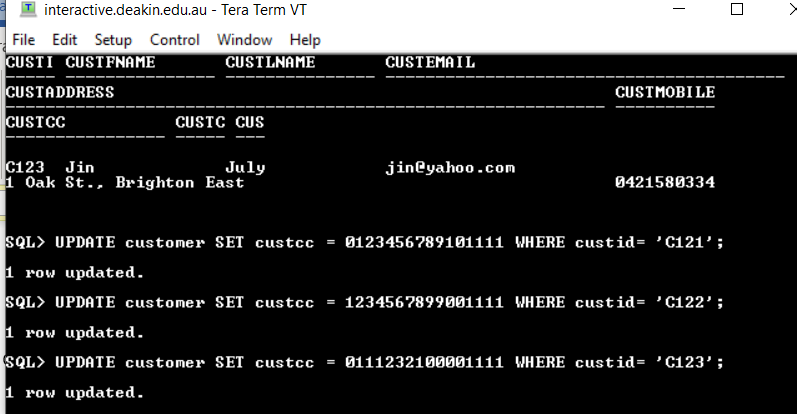 interactive.deakin.edu.au - Tera Term VT
File Edit Setup Control Window Help
CUSTI CUSTFNAME CUSTLNAME CUSTEMAIL
CUSTADDRESS CUSTMOBILE
CUSTCC CUSTC CUS
C123 Jin July jin@yahoo.com
1 Oak St., Brighton East 0421580334
SQL> UPDATE customer SET custcc = 0123456789101111 WHERE custid= 'C121';
1 row updated.
SQL> UPDATE customer SET custcc = 1234567899001111 WHERE custid= 'C122';
1 row updated.
SQL> UPDATE customer SET custcc = 0111232100001111 WHERE custid= 'C123';
1 row updated.